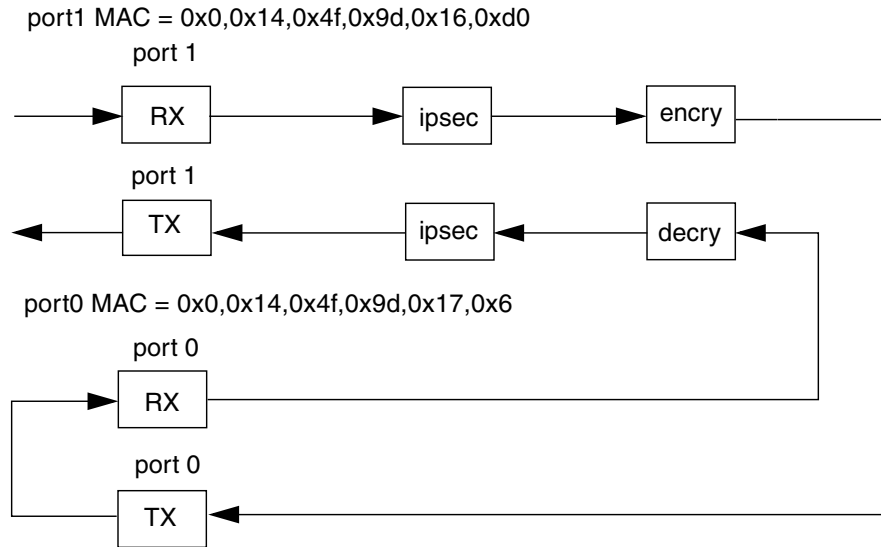 port1 MAC = 0x0,0x14,0x4f,0x9d,0x16,0xd0
port 1
RX
ipsec
encry
port 1
TX
ipsec
decry
port0 MAC = 0x0,0x14,0x4f,0x9d,0x17,0x6
port 0
RX
port 0
TX